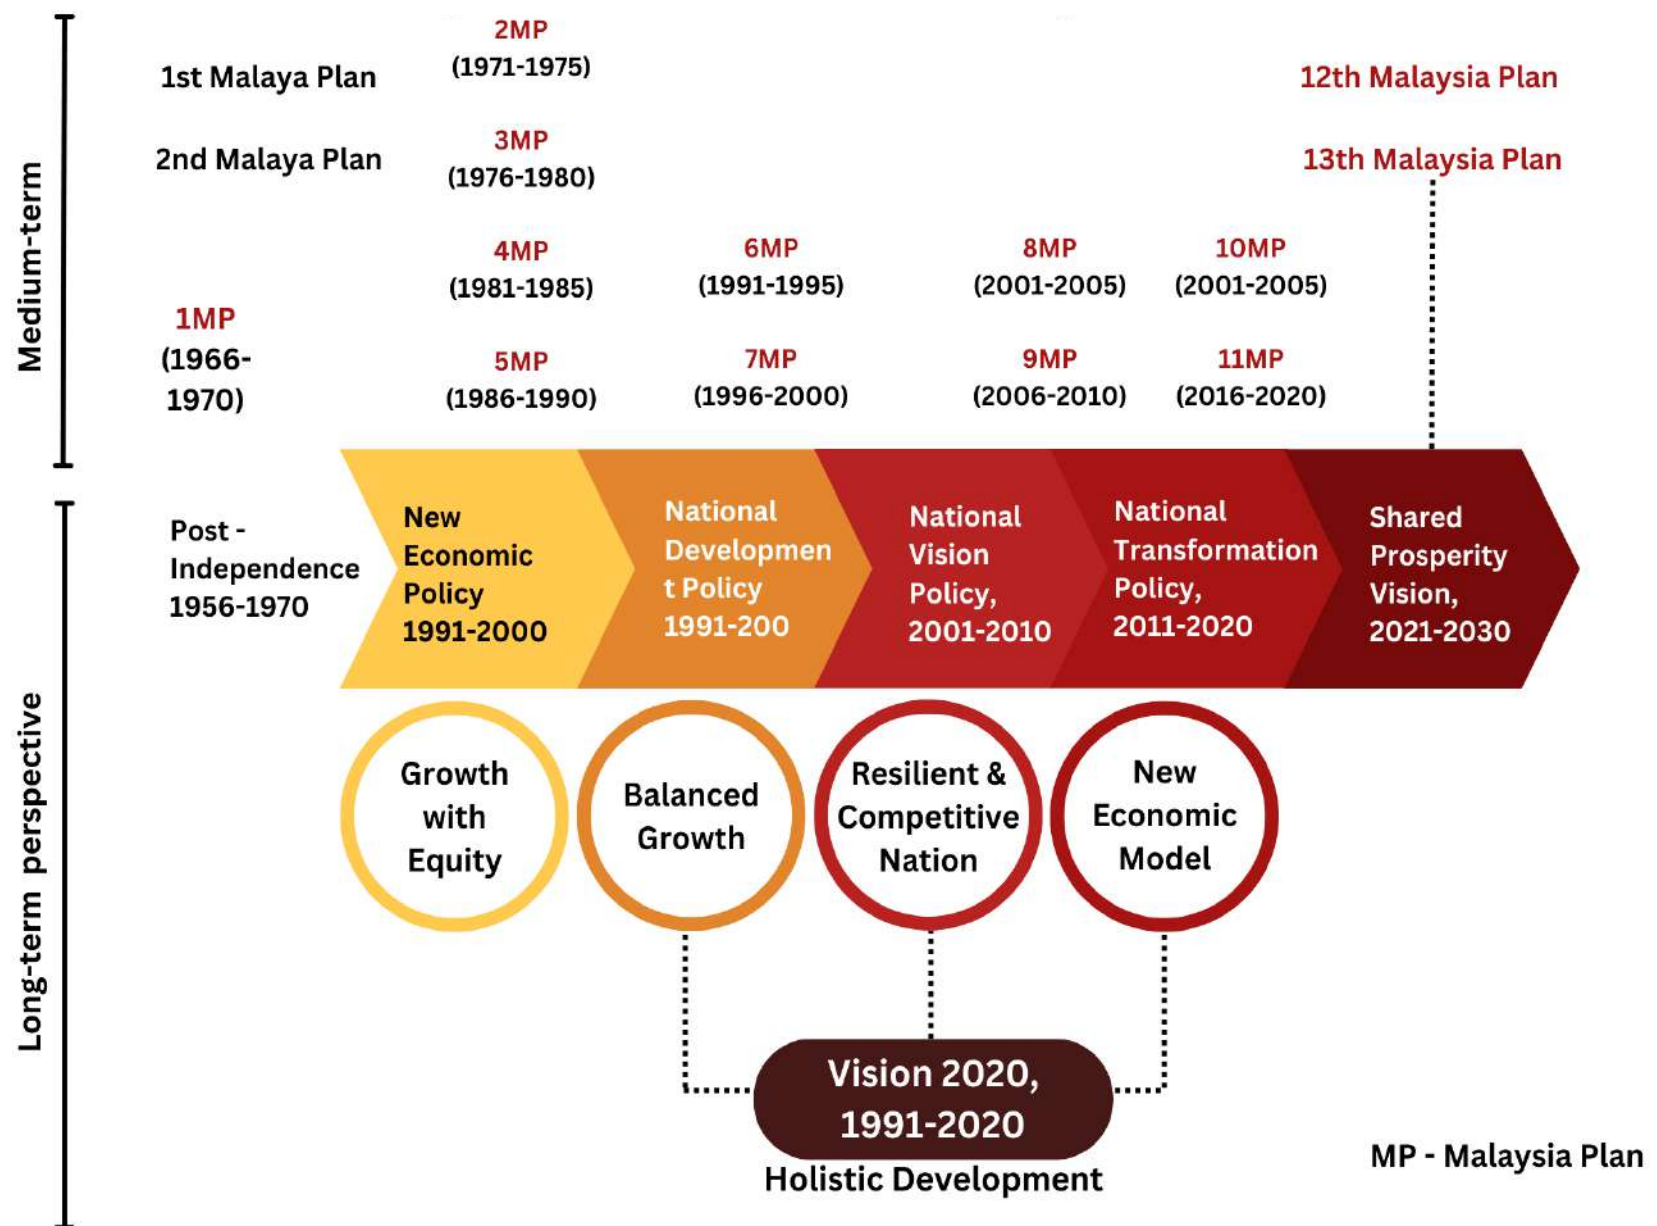 Medium-term
1st Malaya Plan
2nd Malaya Plan
1MP
(1966-
1970)
2MP
(1971-1975)
3MP
(1976-1980)
4MP
(1981-1985)
5MP
(1986-1990)
6MP
(1991-1995)
7MP
(1996-2000)
8MP
(2001-2005)
9MP
(2006-2010)
10MP
(2001-2005)
11MP
(2016-2020)
12th Malaysia Plan
13th Malaysia Plan
Long-term perspective
Post -
Independence
1956-1970
New
Economic
Policy
1991-2000
National
Developmen
t Policy
1991-200
National
Vision
Policy,
2001-2010
National
Transformation
Policy,
2011-2020
Shared
Prosperity
Vision,
2021-2030
Growth
with
Equity
Balanced
Growth
Resilient &
Competitive
Nation
New
Economic
Model
Vision 2020,
1991-2020
Holistic Development
MP - Malaysia Plan